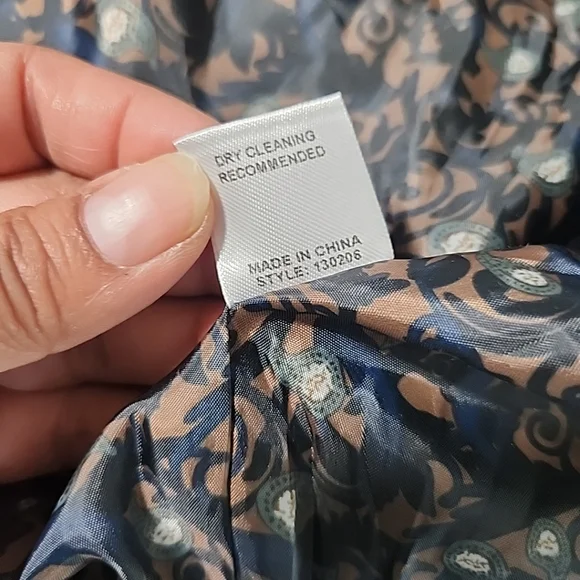 DRY CLEANING
RECOMMENDED
MADE IN CHINA
STYLE: 130206